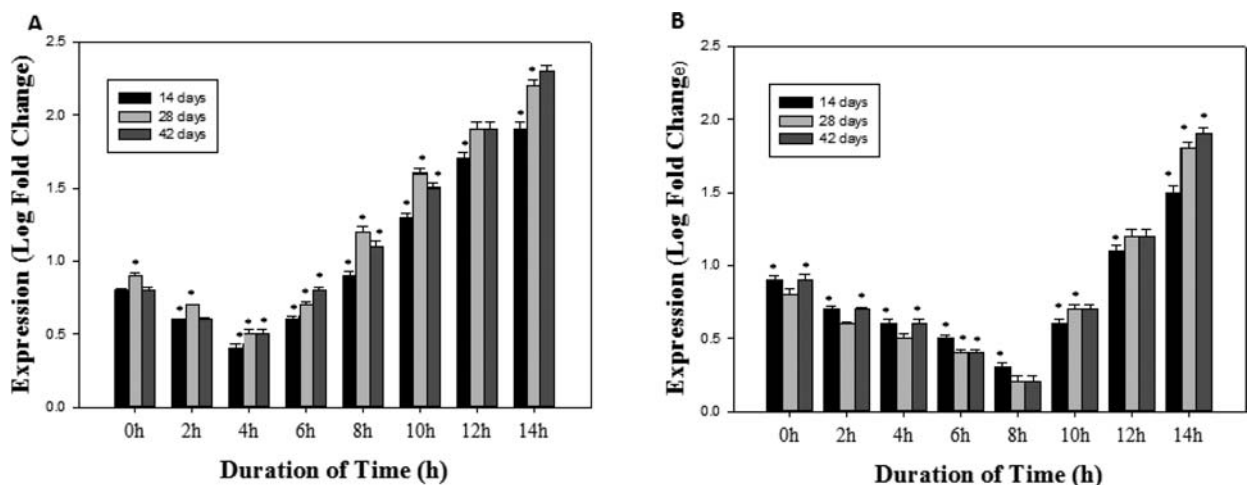 A
Expression (Log Fold Change)
2.5
2.0
1.5
1.0
0.5
0.0
14 days
28 days
42 days
* * * * * * * * * * * * * * * * *
0h 2h 4h 6h 8h 10h 12h 14h
Duration of Time (h)
B
Expression (Log Fold Change)
2.5
2.0
1.5
1.0
0.5
0.0
14 days
28 days
42 days
* * * * * * * * * * * * * * * *
0h 2h 4h 6h 8h 10h 12h 14h
Duration of Time (h)